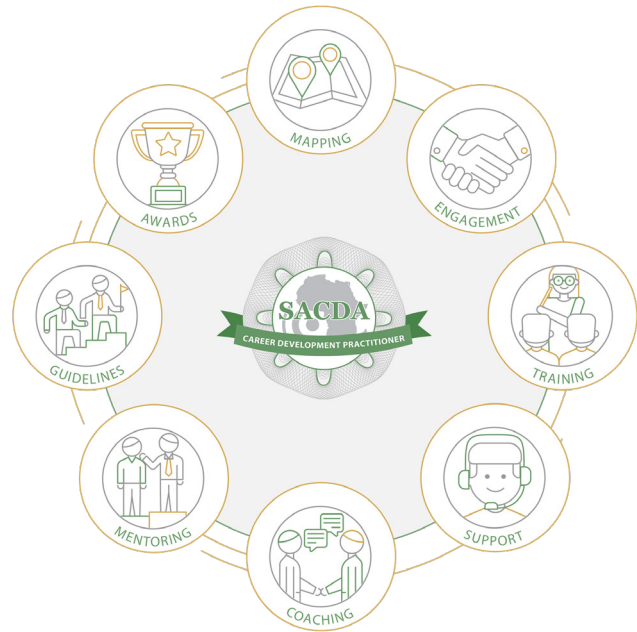 MAPPING
ENGAGEMENT
TRAINING
SUPPORT
COACHING
MENTORING
GUIDELINES
AWARDS
SACDA
CAREER DEVELOPMENT PRACTITIONER